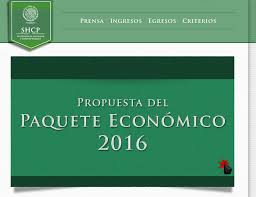 SHCP
Prensa Ingresos Egresos Criterios
Propuesta del
Paquete Económico
2016